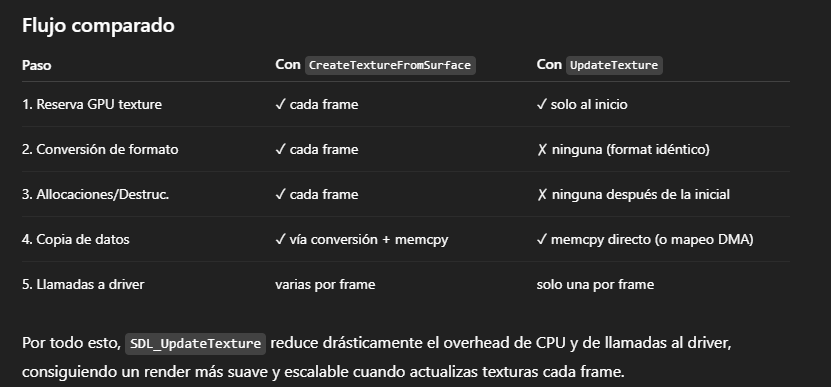 Flujo comparado
Paso Con CreateTextureFromSurface Con UpdateTexture
1. Reserva GPU texture ✓ cada frame ✓ solo al inicio
2. Conversión de formato ✓ cada frame ✗ ninguna (format idéntico)
3. Allocaciones/Destruc. ✓ cada frame ✗ ninguna después de la inicial
4. Copia de datos ✓ vía conversión + memcpy ✓ memcpy directo (o mapeo DMA)
5. Llamadas a driver varias por frame solo una por frame
Por todo esto, SDL_UpdateTexture reduce drásticamente el overhead de CPU y de llamadas al driver,
consiguiendo un render más suave y escalable cuando actualizas texturas cada frame.